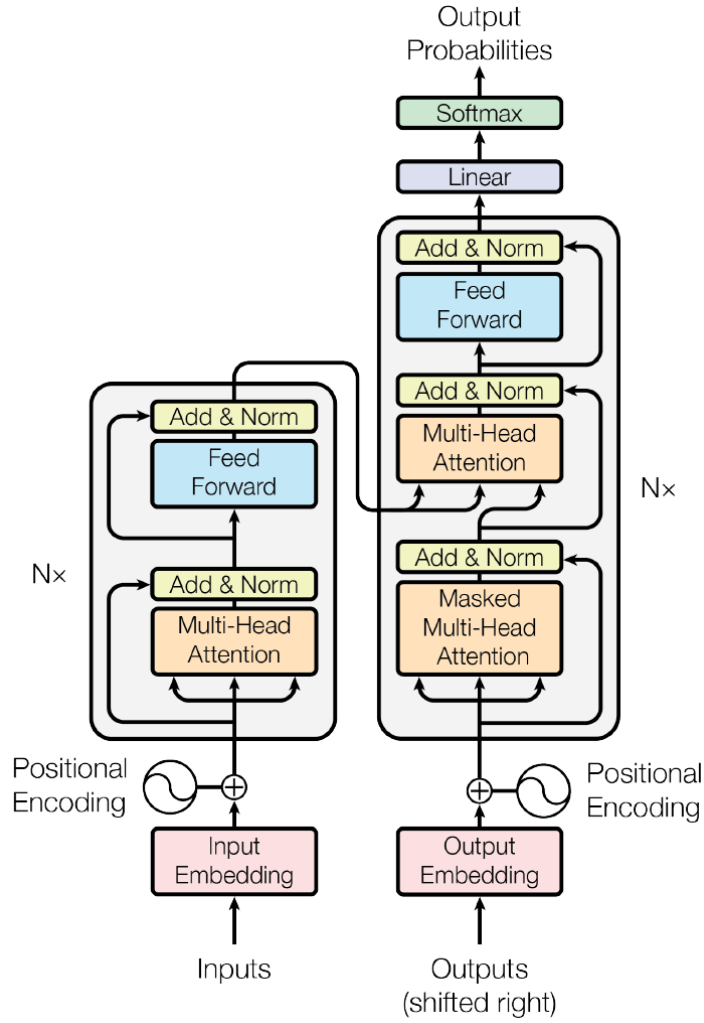 Output
Probabilities
Softmax
Linear
Add & Norm
Feed
Forward
Add & Norm
Multi-Head
Attention
Add & Norm
Masked
Multi-Head
Attention
N×
Add & Norm
Feed
Forward
Add & Norm
Multi-Head
Attention
N×
Positional
Encoding
Positional
Encoding
Input
Embedding
Output
Embedding
Inputs
Outputs
(shifted right)